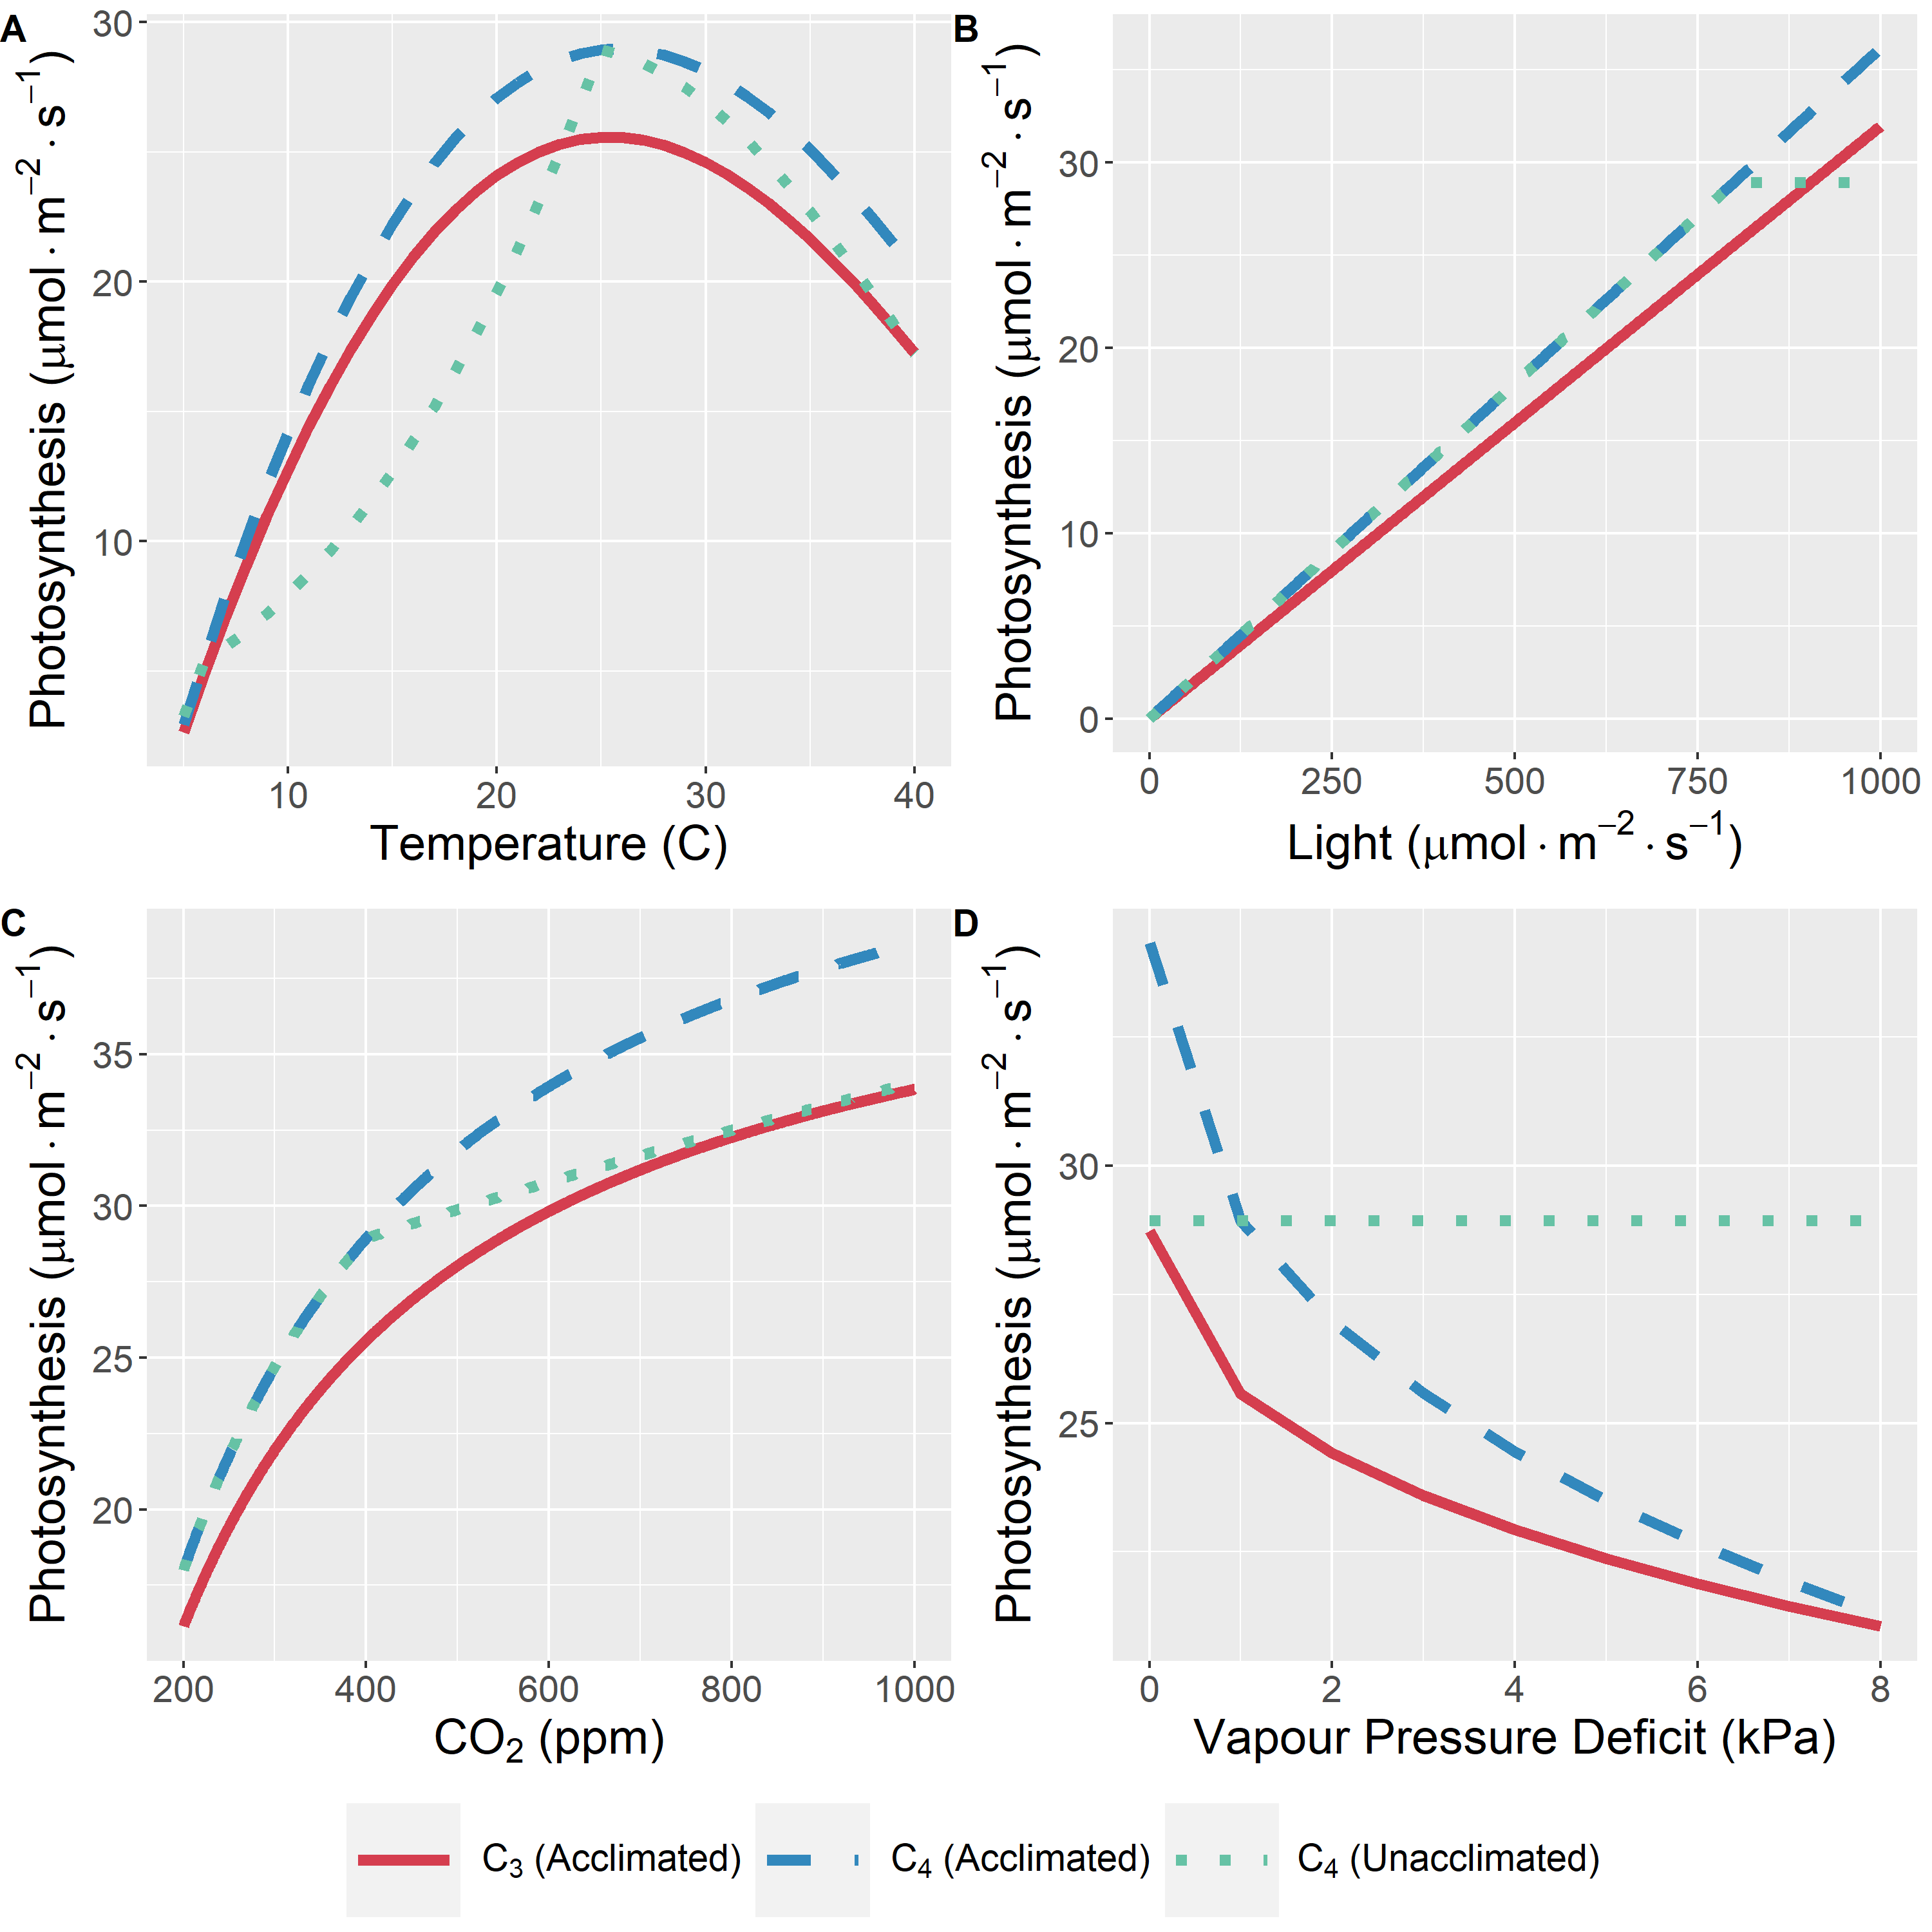 A
Photosynthesis (μmol·m−2·s−1)
30
20
10
10 20 30 40
Temperature (C)
B
Photosynthesis (μmol·m−2·s−1)
30
20
10
0
0 250 500 750 1000
Light (μmol·m−2·s−1)
C
Photosynthesis (μmol·m−2·s−1)
35
30
25
20
200 400 600 800 1000
CO2 (ppm)
D
Photosynthesis (μmol·m−2·s−1)
30
25
0 2 4 6 8
Vapour Pressure Deficit (kPa)
C3 (Acclimated) C4 (Acclimated) C4 (Unacclimated)